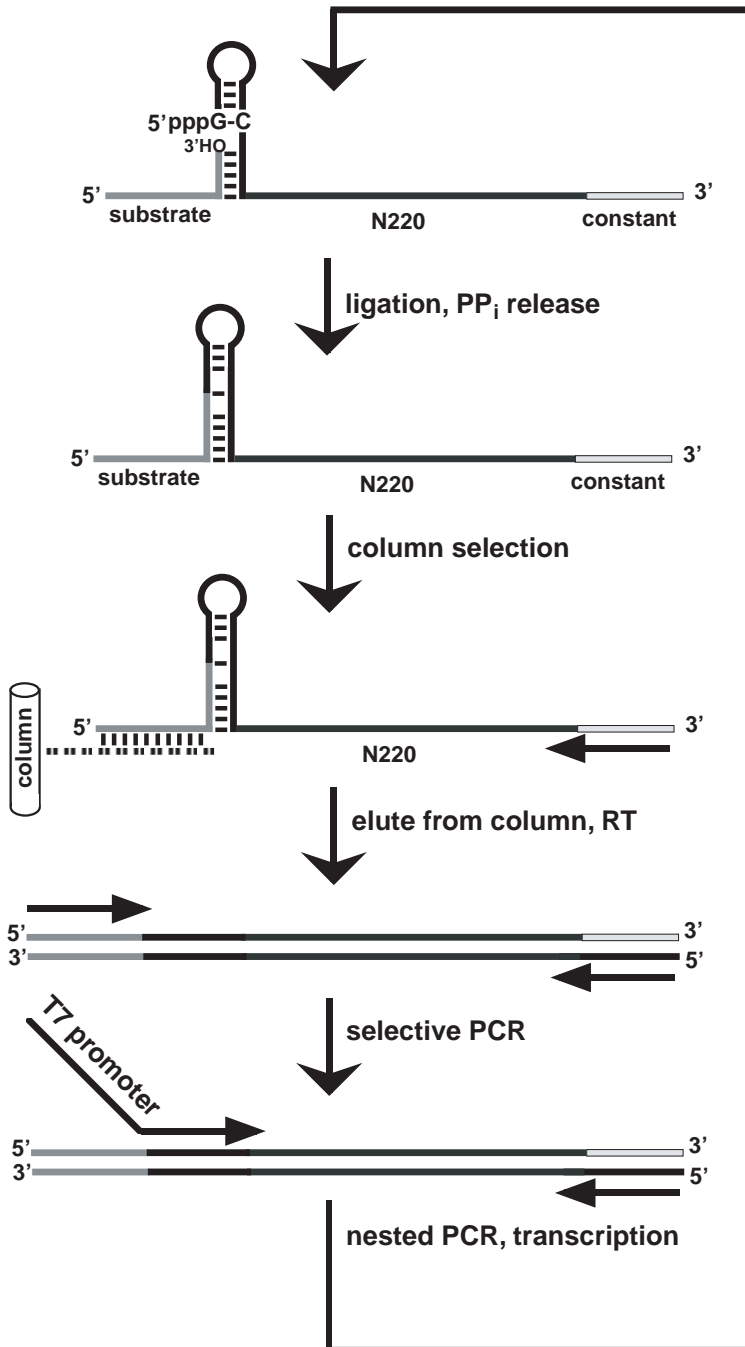 5'pppG-C
3'HO
5'
3'
substrate
N220
constant
ligation, PPi release
5'
3'
substrate
N220
constant
column selection
column
5'
3'
N220
elute from column, RT
5'
3'
3'
5'
T7 promoter
selective PCR
5'
3'
3'
5'
nested PCR, transcription